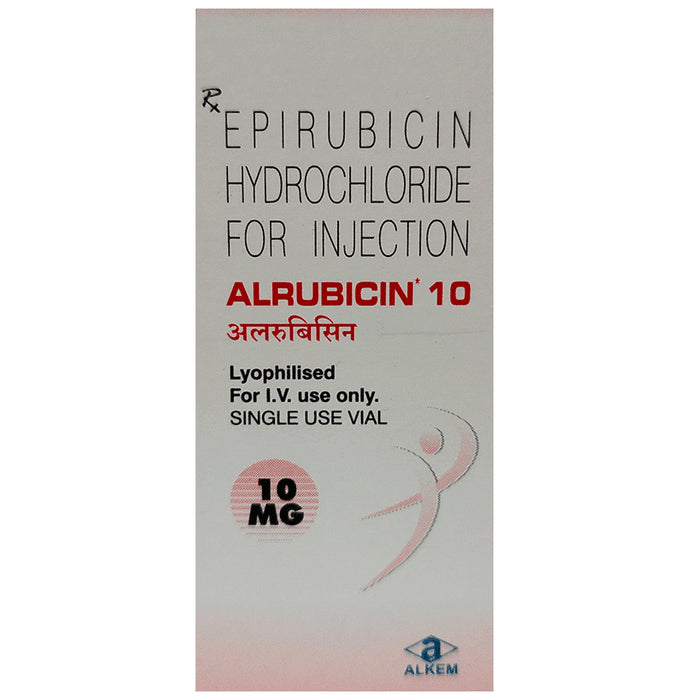 Rx
EPIRUBICIN
HYDROCHLORIDE
FOR INJECTION
ALRUBICIN* 10
अलरुबिसिन
Lyophilised
For I.V. use only.
SINGLE USE VIAL
10
MG
a
ALKEM